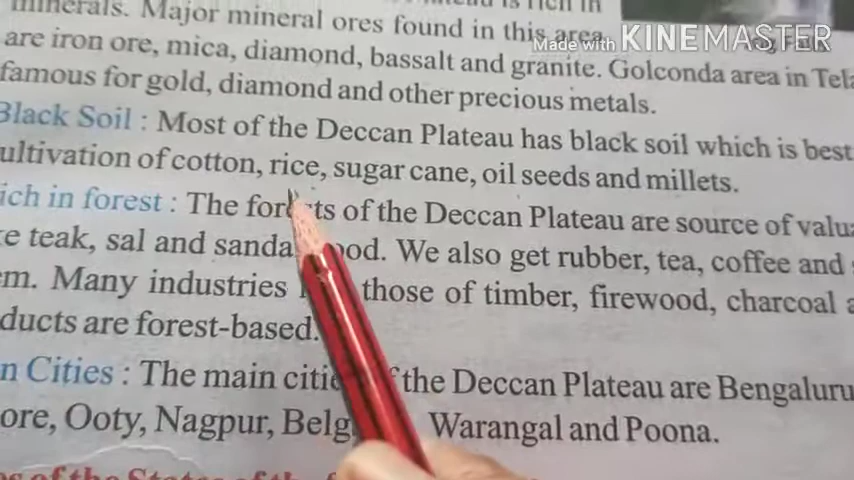 minerals. Major mineral ores found in this area
are iron ore, mica, diamond, bassalt and granite. Golconda area in Tela
famous for gold, diamond and other precious metals.
Black Soil : Most of the Deccan Plateau has black soil which is best
ultivation of cotton, rice, sugar cane, oil seeds and millets.
ich in forest : The for ts of the Deccan Plateau are source of valua
e teak, sal and sanda ood. We also get rubber, tea, coffee and
em. Many industries those of timber, firewood, charcoal a
ducts are forest-based.
n Cities : The main citi f the Deccan Plateau are Bengaluru
ore, Ooty, Nagpur, Belg Warangal and Poona.
Made with KINEMASTER